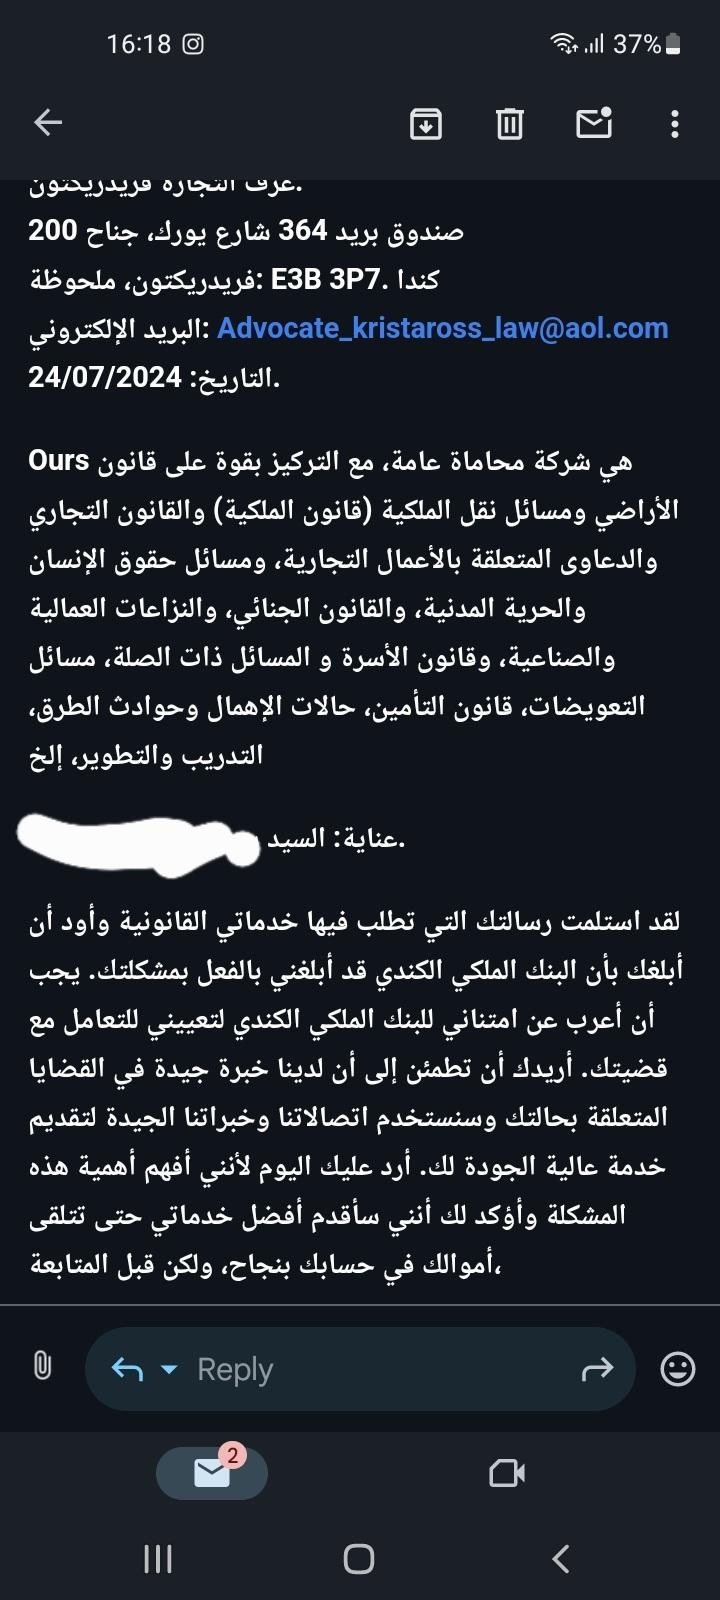 16:18
37%
غرف التجارة فريدريكتون.
صندوق بريد 364 شارع يورك، جناح 200
فريدريكتون، ملحوظة: E3B 3P7. كندا
البريد الإلكتروني: Advocate_kristaross_law@aol.com
التاريخ: 24/07/2024.
Ours هي شركة محاماة عامة، مع التركيز بقوة على قانون
الأراضي ومسائل نقل الملكية (قانون الملكية) والقانون التجاري
والدعاوى المتعلقة بالأعمال التجارية، ومسائل حقوق الإنسان
والحرية المدنية، والقانون الجنائي، والنزاعات العمالية
والصناعية، وقانون الأسرة و المسائل ذات الصلة، مسائل
التعويضات، قانون التأمين، حالات الإهمال وحوادث الطرق،
التدريب والتطوير، إلخ
عناية: السيد .
لقد استلمت رسالتك التي تطلب فيها خدماتي القانونية وأود أن
أبلغك بأن البنك الملكي الكندي قد أبلغني بالفعل بمشكلتك. يجب
أن أعرب عن امتناني للبنك الملكي الكندي لتعييني للتعامل مع
قضيتك. أريدك أن تطمئن إلى أن لدينا خبرة جيدة في القضايا
المتعلقة بحالتك وسنستخدم اتصالاتنا وخبراتنا الجيدة لتقديم
خدمة عالية الجودة لك. أرد عليك اليوم لأنني أفهم أهمية هذه
المشكلة وأؤكد لك أنني سأقدم أفضل خدماتي حتى تتلقى
أموالك في حسابك بنجاح، ولكن قبل المتابعة،
Reply
2